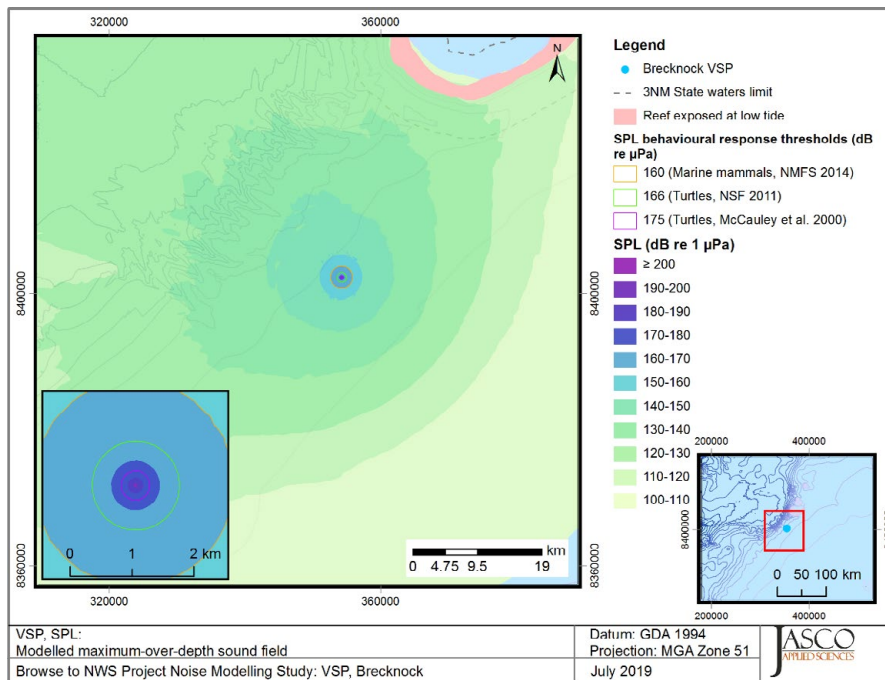 320000
360000
N
8400000
8400000
8360000
8360000
0 1 2 km
km
0 4.75 9.5 19
320000
360000
Legend
Brecknock VSP
3NM State waters limit
Reef exposed at low tide
SPL behavioural response thresholds (dB
re µPa)
160 (Marine mammals, NMFS 2014)
166 (Turtles, NSF 2011)
175 (Turtles, McCauley et al. 2000)
SPL (dB re 1 µPa)
≥ 200
190-200
180-190
170-180
160-170
150-160
140-150
130-140
120-130
110-120
100-110
200000
400000
8400000
0 50 100 km
200000
400000
VSP, SPL:
Modelled maximum-over-depth sound field
Browse to NWS Project Noise Modelling Study: VSP, Brecknock
Datum: GDA 1994
Projection: MGA Zone 51
July 2019
JASCO
APPLIED SCIENCES